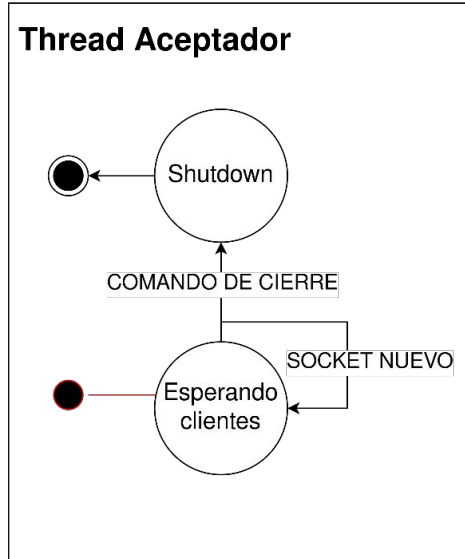 Thread Aceptador
Shutdown
COMANDO DE CIERRE
SOCKET NUEVO
Esperando
clientes